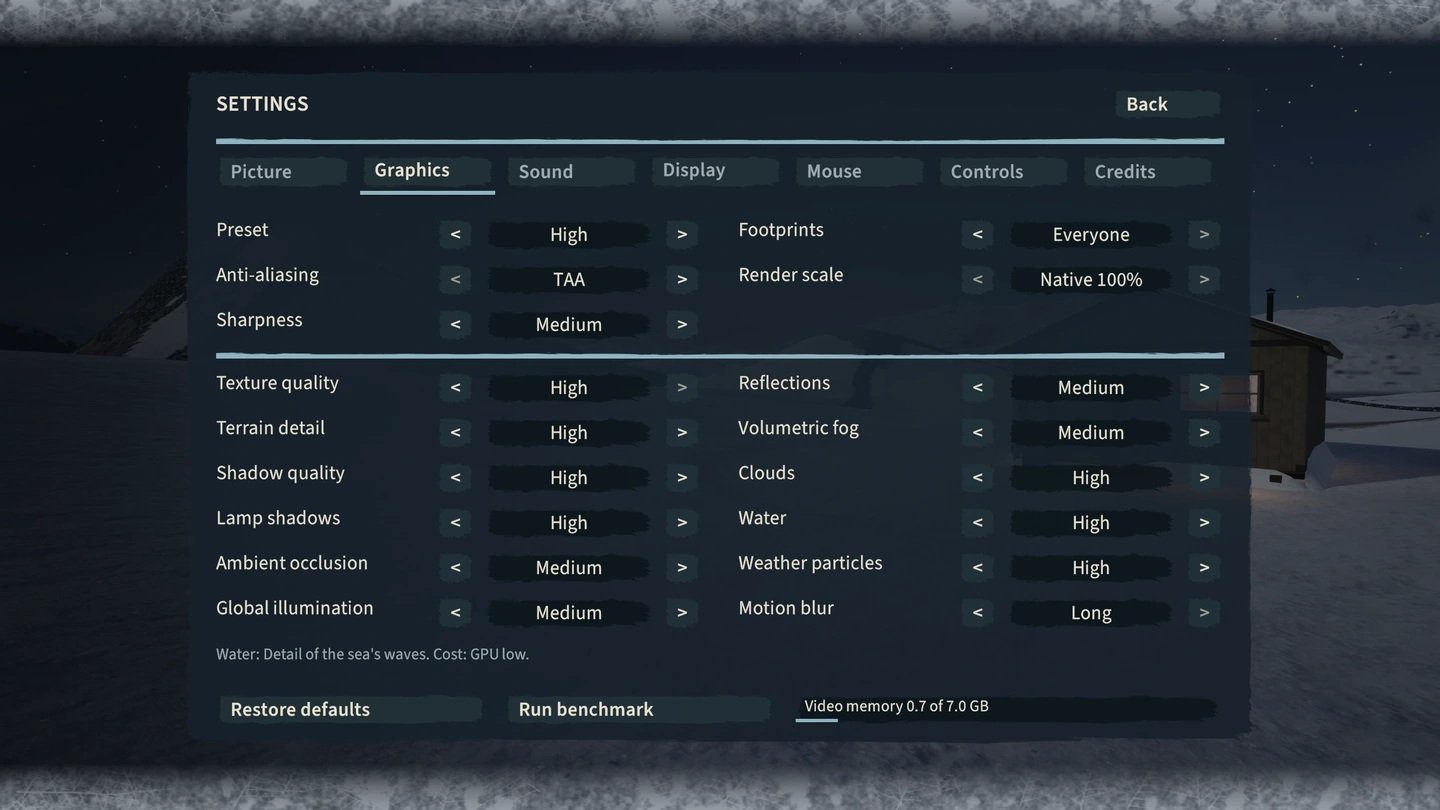 SETTINGS
Back
Picture
Graphics
Sound
Display
Mouse
Controls
Credits
Preset < High >
Footprints < Everyone >
Anti-aliasing < TAA >
Render scale < Native 100% >
Sharpness < Medium >
Texture quality < High >
Reflections < Medium >
Terrain detail < High >
Volumetric fog < Medium >
Shadow quality < High >
Clouds < High >
Lamp shadows < High >
Water < High >
Ambient occlusion < Medium >
Weather particles < High >
Global illumination < Medium >
Motion blur < Long >
Water: Detail of the sea's waves. Cost: GPU low.
Restore defaults
Run benchmark
Video memory 0.7 of 7.0 GB